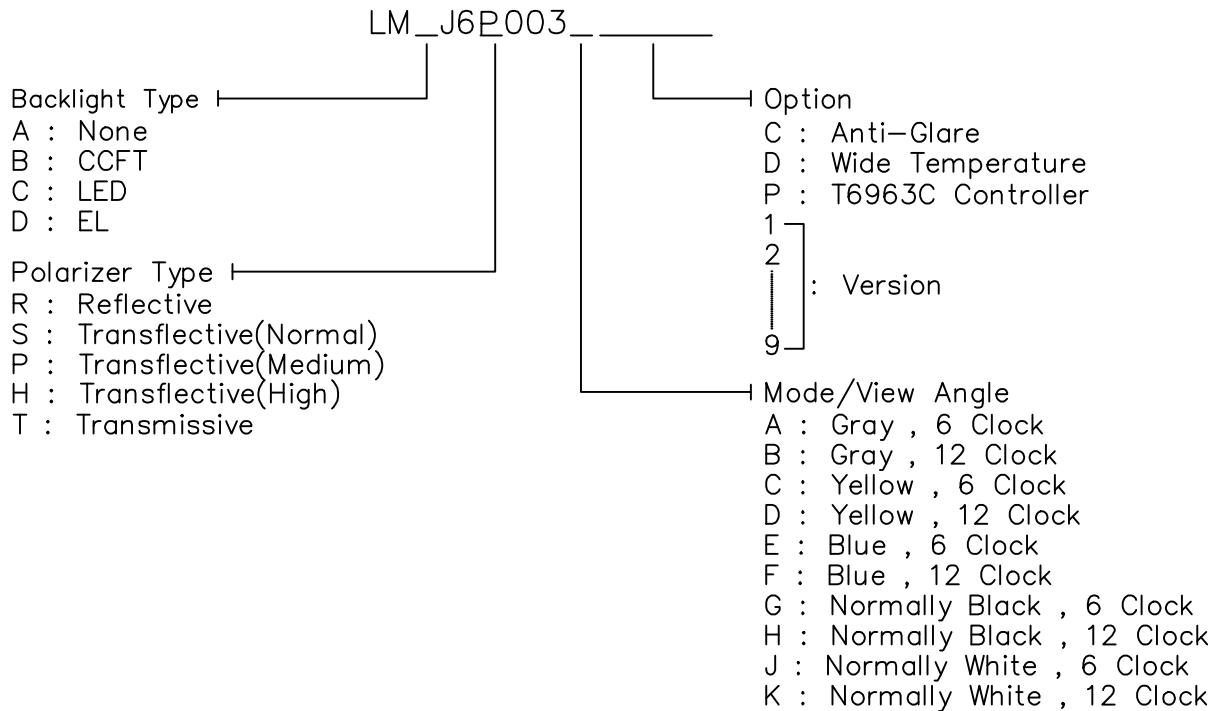 LM_J6P003_ _____
Backlight Type
A : None
B : CCFT
C : LED
D : EL
Polarizer Type
R : Reflective
S : Transflective(Normal)
P : Transflective(Medium)
H : Transflective(High)
T : Transmissive
Option
C : Anti-Glare
D : Wide Temperature
P : T6963C Controller
1
2
: Version
9
Mode/View Angle
A : Gray , 6 Clock
B : Gray , 12 Clock
C : Yellow , 6 Clock
D : Yellow , 12 Clock
E : Blue , 6 Clock
F : Blue , 12 Clock
G : Normally Black , 6 Clock
H : Normally Black , 12 Clock
J : Normally White , 6 Clock
K : Normally White , 12 Clock